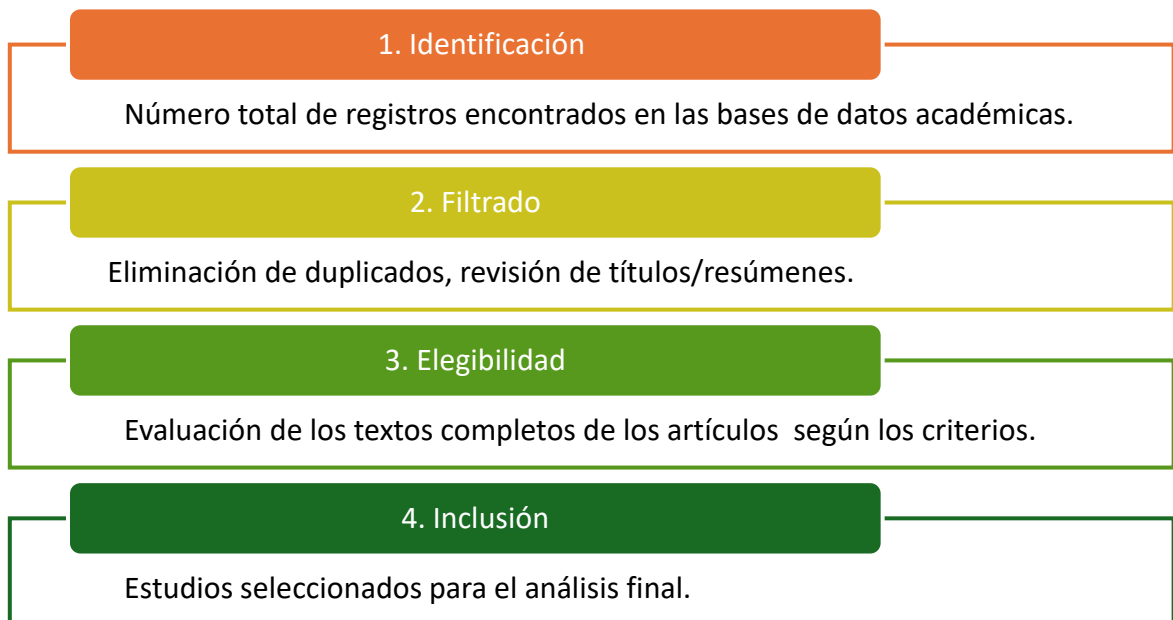 1. Identificación
Número total de registros encontrados en las bases de datos académicas.
2. Filtrado
Eliminación de duplicados, revisión de títulos/resúmenes.
3. Elegibilidad
Evaluación de los textos completos de los artículos  según los criterios.
4. Inclusión
Estudios seleccionados para el análisis final.